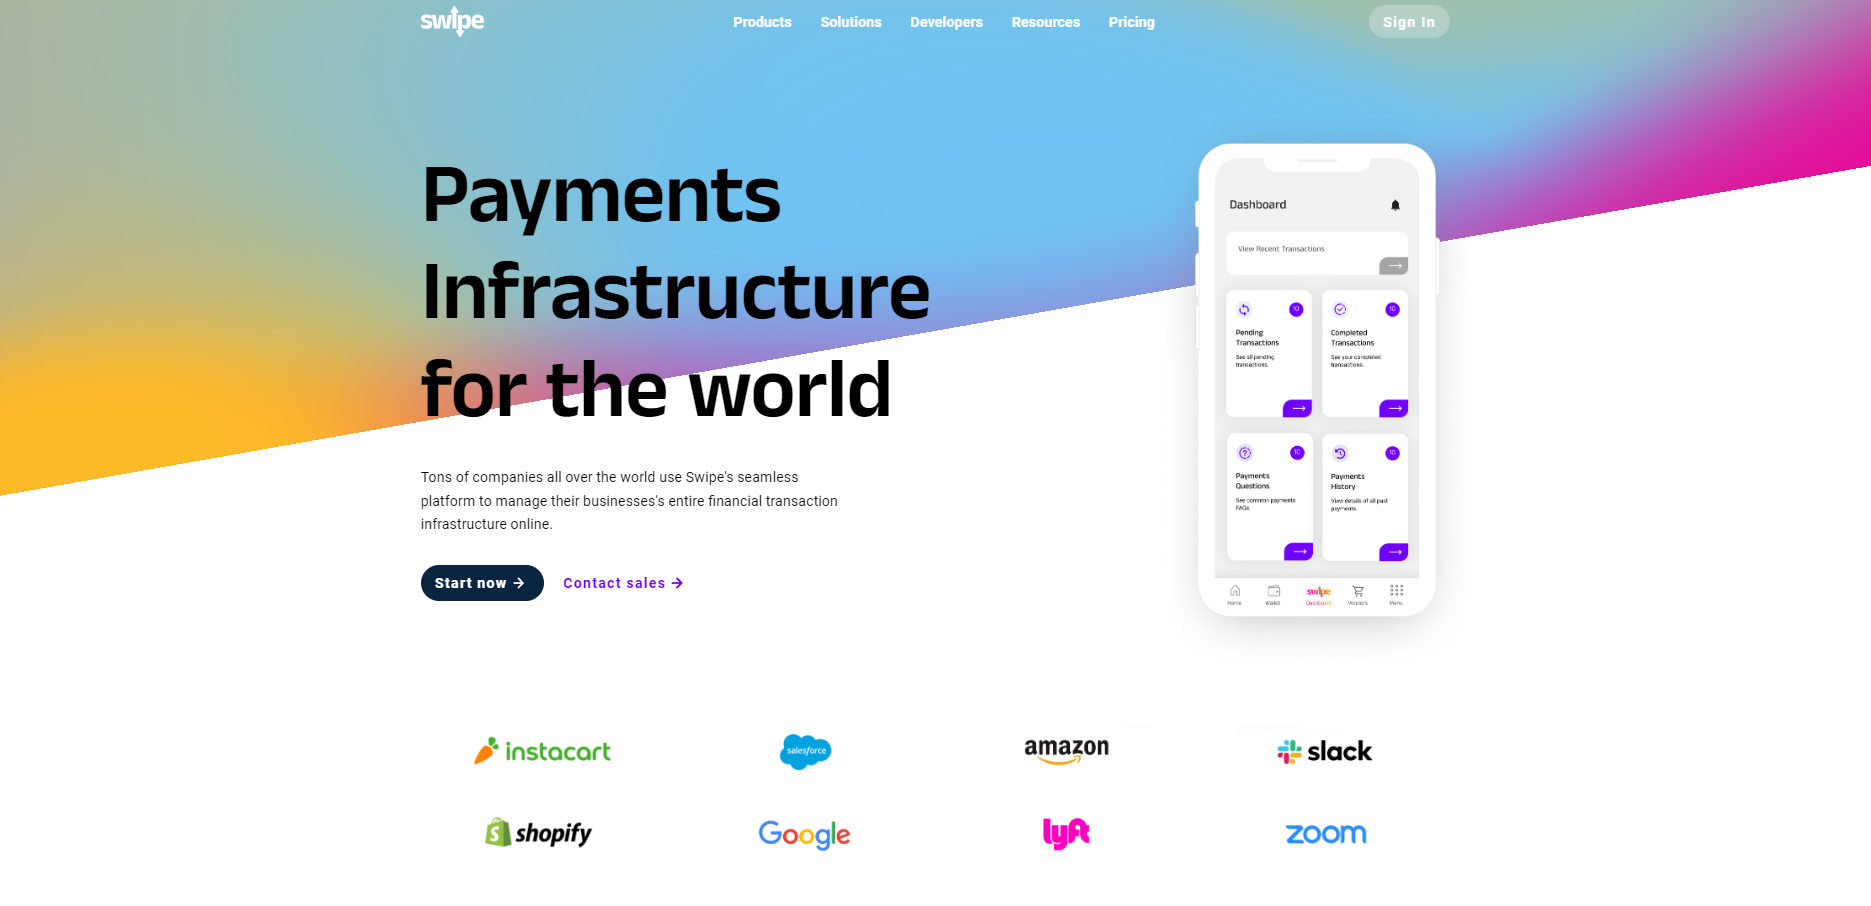 swipe
Products Solutions Developers Resources Pricing
Sign In
Payments
Infrastructure
for the world
Tons of companies all over the world use Swipe's seamless
platform to manage their businesses's entire financial transaction
infrastructure online.
Start now →
Contact sales →
Dashboard
View Recent Transactions
10
Pending
Transactions
See all pending
transactions.
10
Completed
Transactions
See your completed
transactions.
10
Payments
Questions
See common payments
FAQs.
10
Payments
History
View details of all past
payments.
Home
Wallet
swipe
Dashboard
Vendors
Menu
instacart
salesforce
amazon
slack
shopify
Google
lyft
zoom